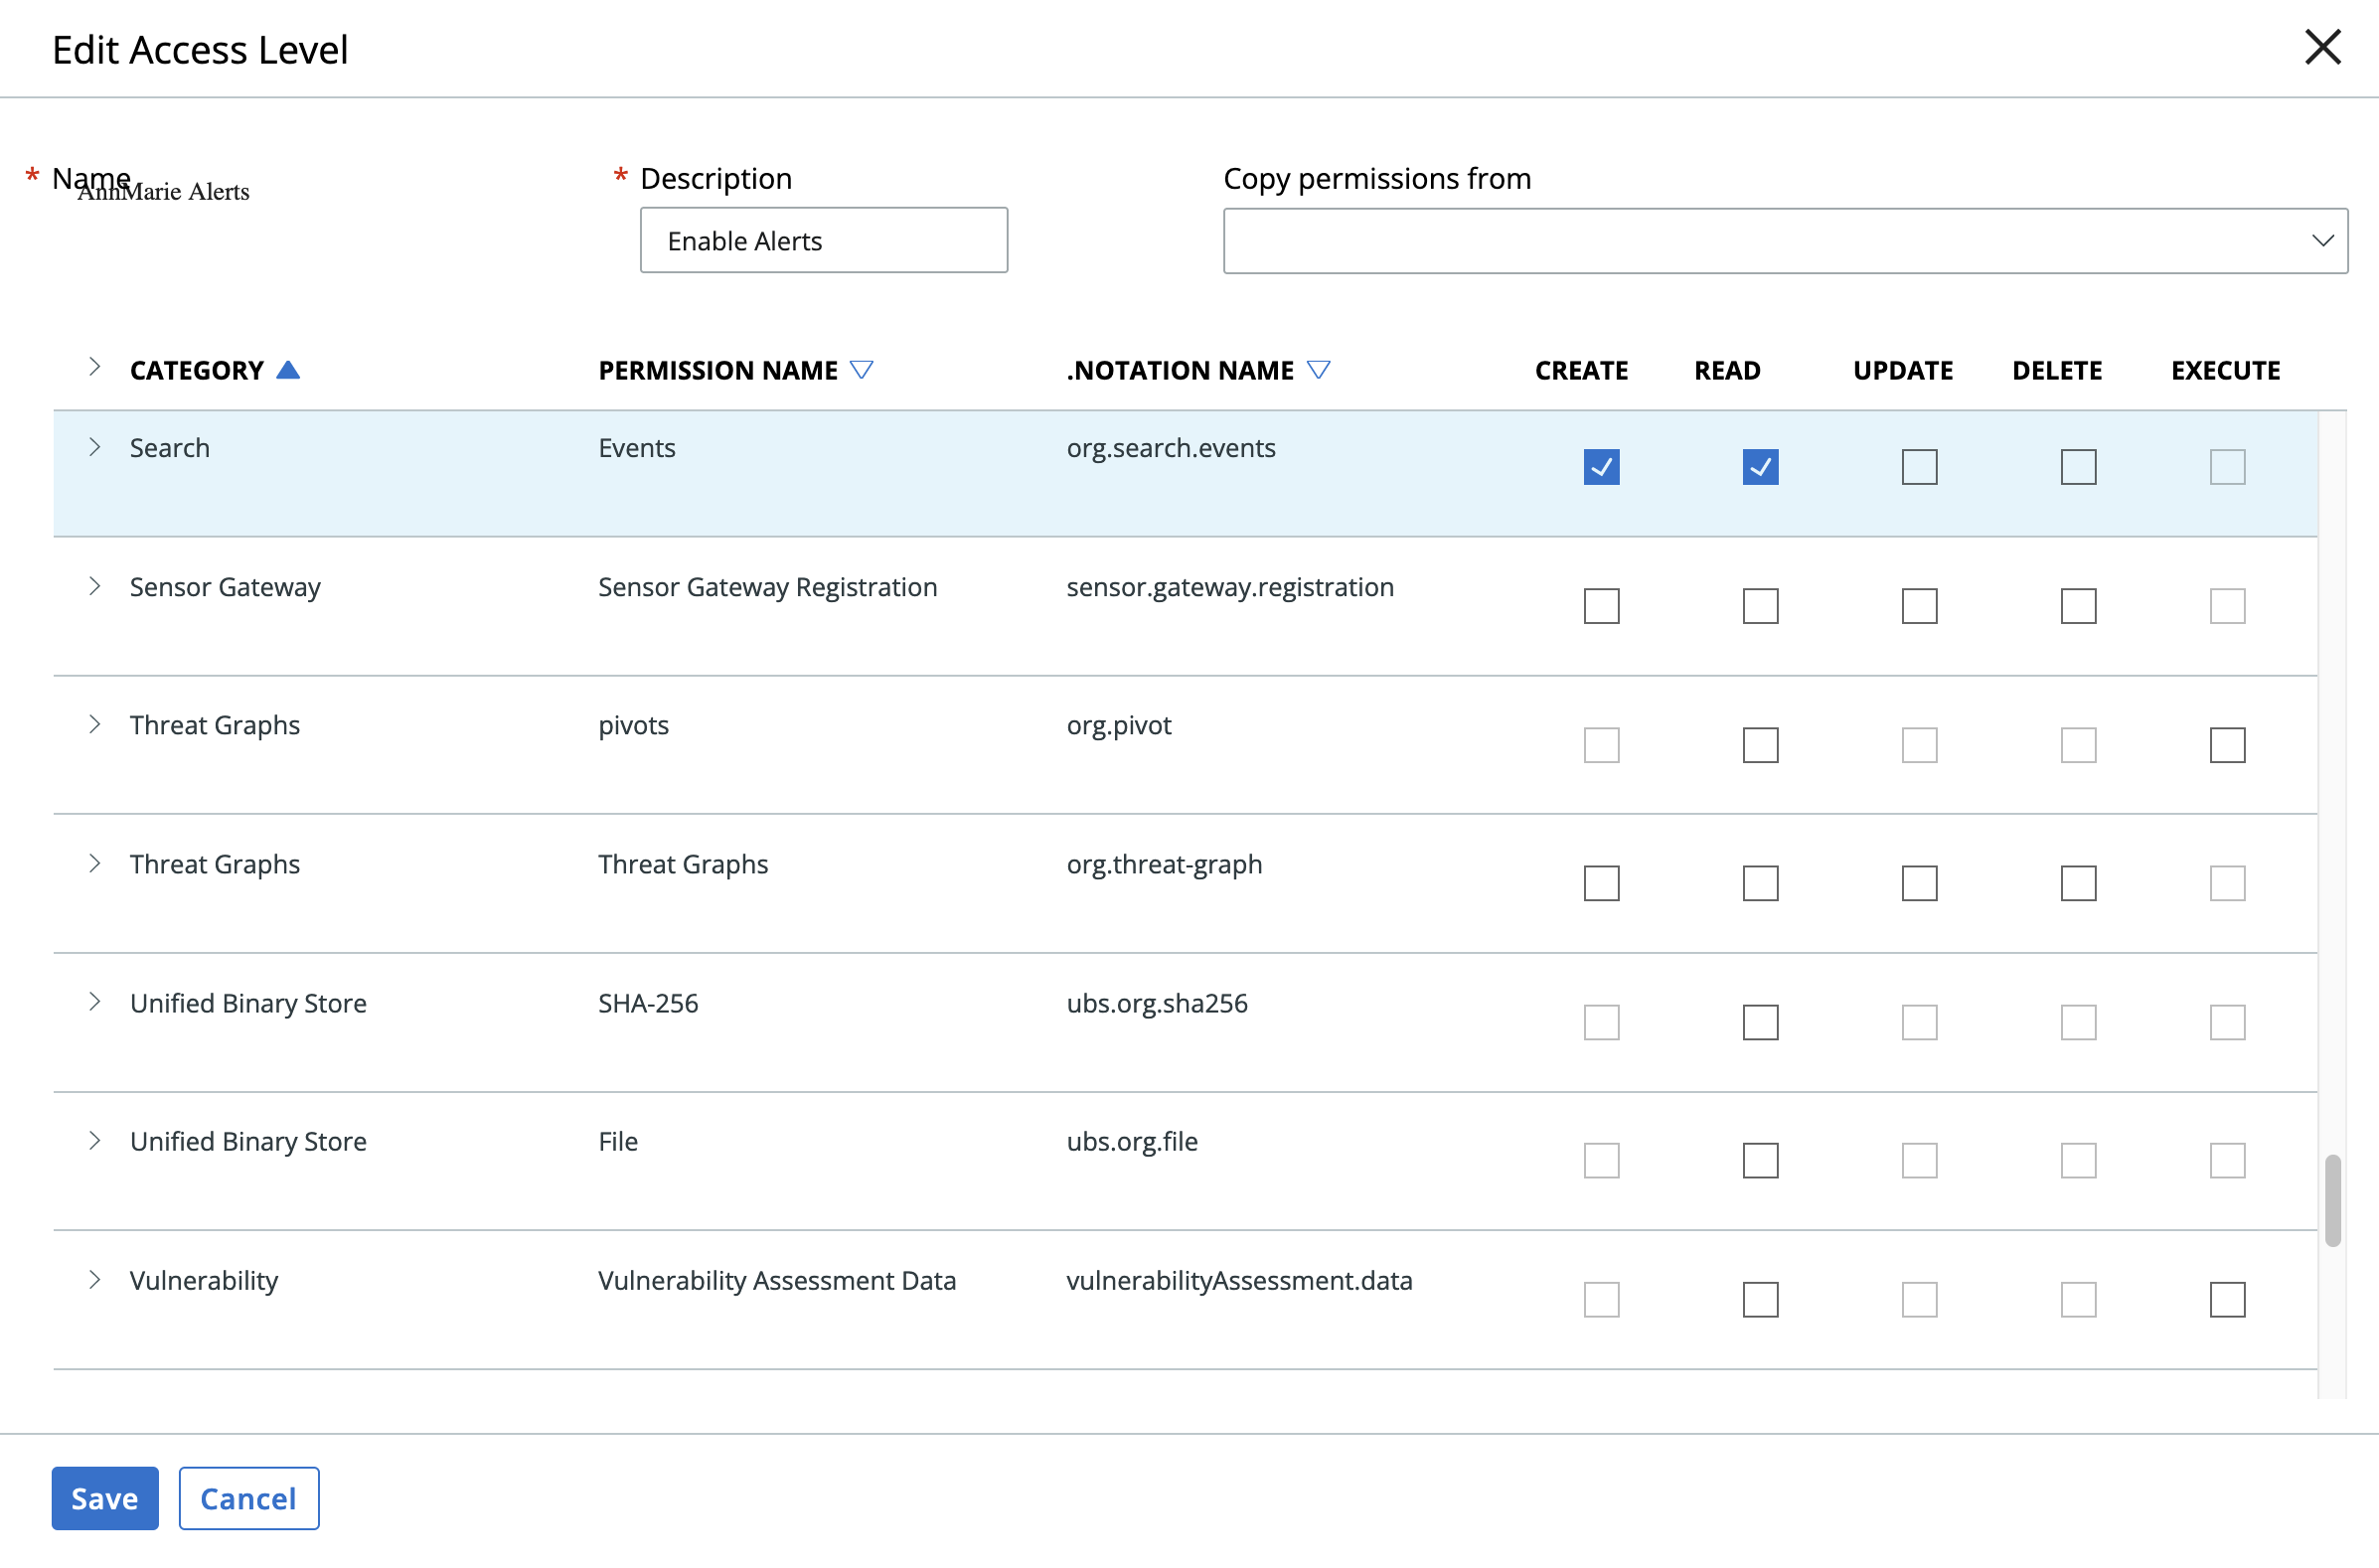 Edit Access Level
* Name
AnnMarie Alerts
* Description
Enable Alerts
Copy permissions from
CATEGORY PERMISSION NAME .NOTATION NAME CREATE READ UPDATE DELETE EXECUTE
Search Events org.search.events
Sensor Gateway Sensor Gateway Registration sensor.gateway.registration
Threat Graphs pivots org.pivot
Threat Graphs Threat Graphs org.threat-graph
Unified Binary Store SHA-256 ubs.org.sha256
Unified Binary Store File ubs.org.file
Vulnerability Vulnerability Assessment Data vulnerabilityAssessment.data
Save Cancel